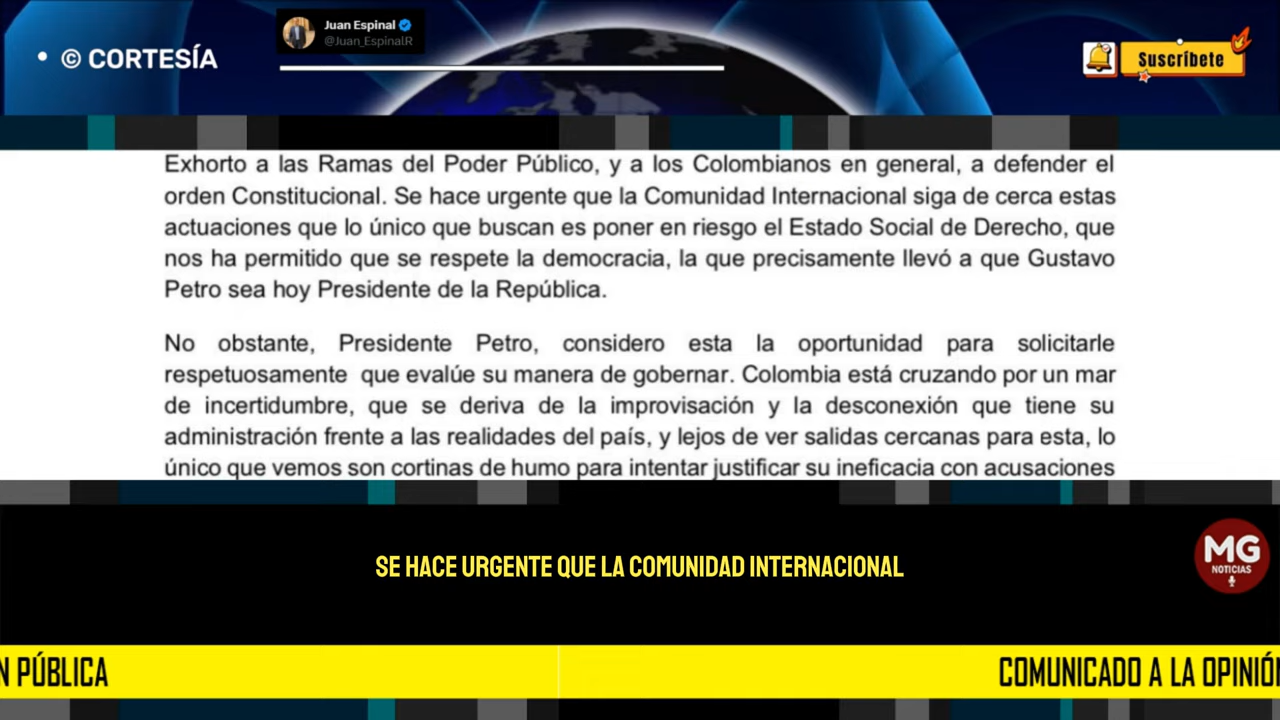 Juan Espinal
@Juan_EspinalR
• © CORTESÍA
Suscríbete
Exhorto a las Ramas del Poder Público, y a los Colombianos en general, a defender el
orden Constitucional. Se hace urgente que la Comunidad Internacional siga de cerca estas
actuaciones que lo único que buscan es poner en riesgo el Estado Social de Derecho, que
nos ha permitido que se respete la democracia, la que precisamente llevó a que Gustavo
Petro sea hoy Presidente de la República.
No obstante, Presidente Petro, considero esta la oportunidad para solicitarle
respetuosamente que evalúe su manera de gobernar. Colombia está cruzando por un mar
de incertidumbre, que se deriva de la improvisación y la desconexión que tiene su
administración frente a las realidades del país, y lejos de ver salidas cercanas para esta, lo
único que vemos son cortinas de humo para intentar justificar su ineficacia con acusaciones
SE HACE URGENTE QUE LA COMUNIDAD INTERNACIONAL
MG
NOTICIAS
N PÚBLICA
COMUNICADO A LA OPINIÓN